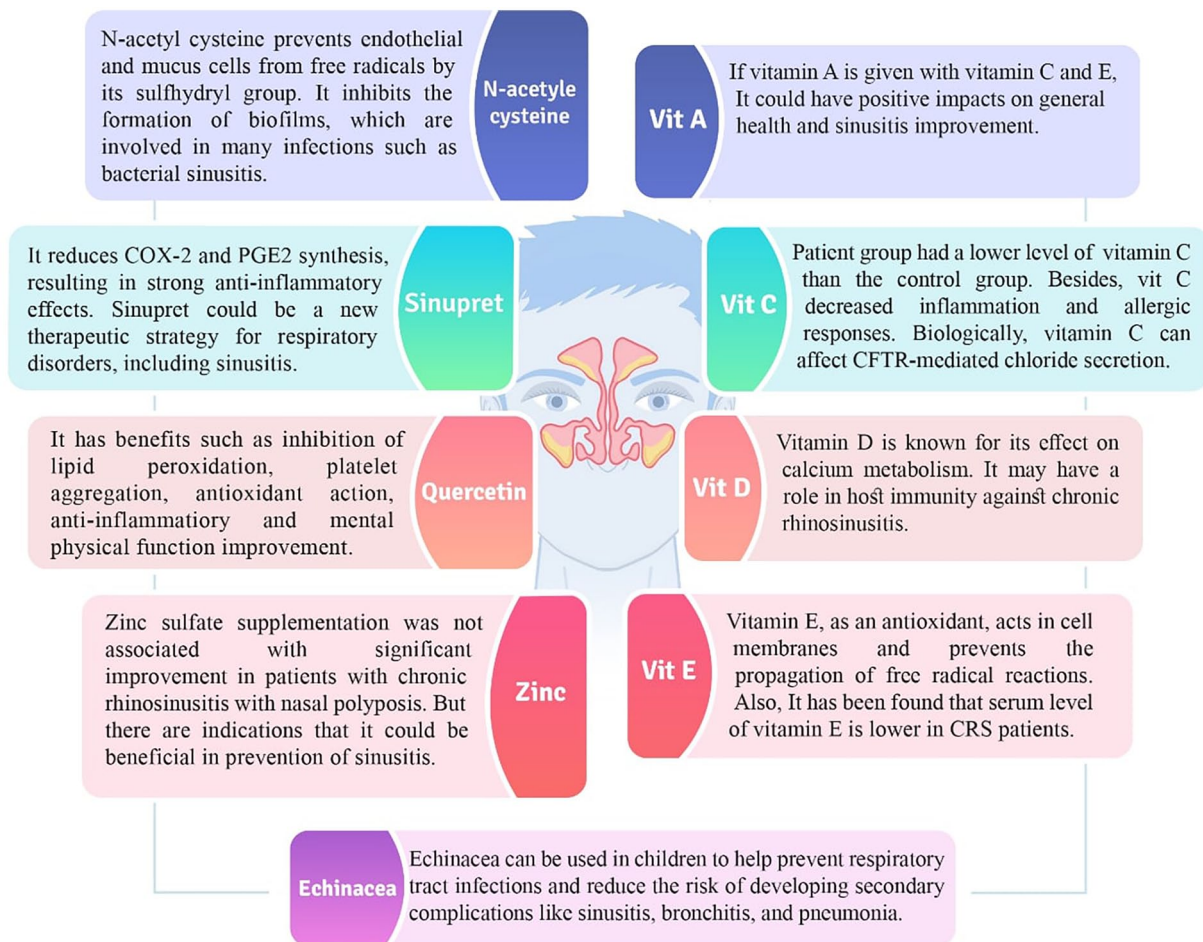 N-acetyl cysteine prevents endothelial
and mucus cells from free radicals by
its sulfhydryl group. It inhibits the
formation of biofilms, which are
involved in many infections such as
bacterial sinusitis.
N-acetyle
cysteine
Vit A
If vitamin A is given with vitamin C and E,
It could have positive impacts on general
health and sinusitis improvement.
It reduces COX-2 and PGE2 synthesis,
resulting in strong anti-inflammatory
effects. Sinupret could be a new
therapeutic strategy for respiratory
disorders, including sinusitis.
Sinupret
Vit C
Patient group had a lower level of vitamin C
than the control group. Besides, vit C
decreased inflammation and allergic
responses. Biologically, vitamin C can
affect CFTR-mediated chloride secretion.
It has benefits such as inhibition of
lipid peroxidation, platelet
aggregation, antioxidant action,
anti-inflammatiory and mental
physical function improvement.
Quercetin
Vit D
Vitamin D is known for its effect on
calcium metabolism. It may have a
role in host immunity against chronic
rhinosinusitis.
Zinc sulfate supplementation was not
associated with significant
improvement in patients with chronic
rhinosinusitis with nasal polyposis. But
there are indications that it could be
beneficial in prevention of sinusitis.
Zinc
Vit E
Vitamin E, as an antioxidant, acts in cell
membranes and prevents the
propagation of free radical reactions.
Also, It has been found that serum level
of vitamin E is lower in CRS patients.
Echinacea
Echinacea can be used in children to help prevent respiratory
tract infections and reduce the risk of developing secondary
complications like sinusitis, bronchitis, and pneumonia.